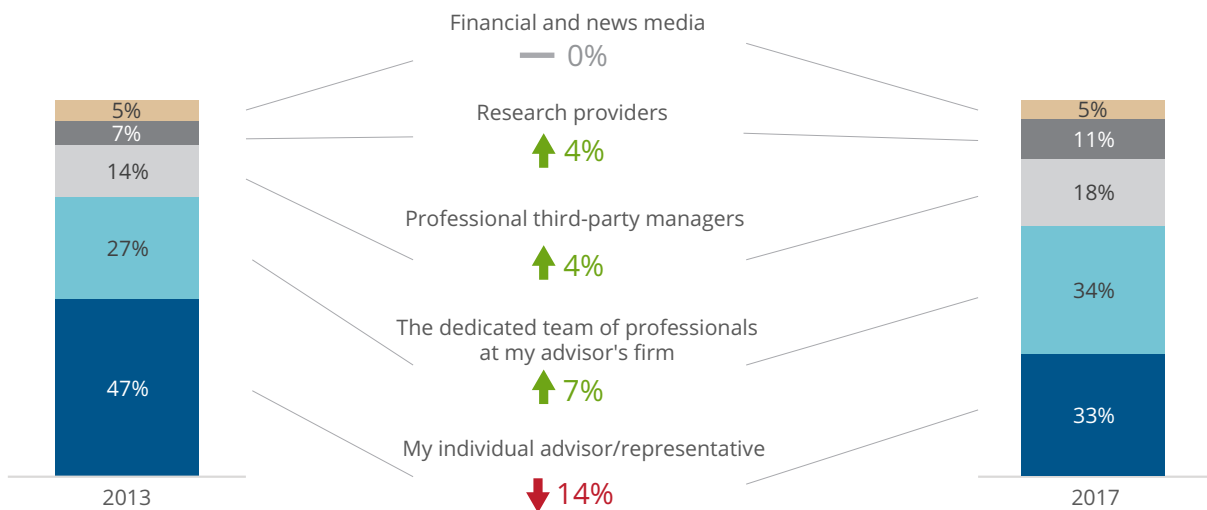 Financial and news media
0%
5%
7%
14%
27%
47%
2013
Research providers
4%
Professional third-party managers
4%
The dedicated team of professionals
at my advisor's firm
7%
My individual advisor/representative
14%
5%
11%
18%
34%
33%
2017